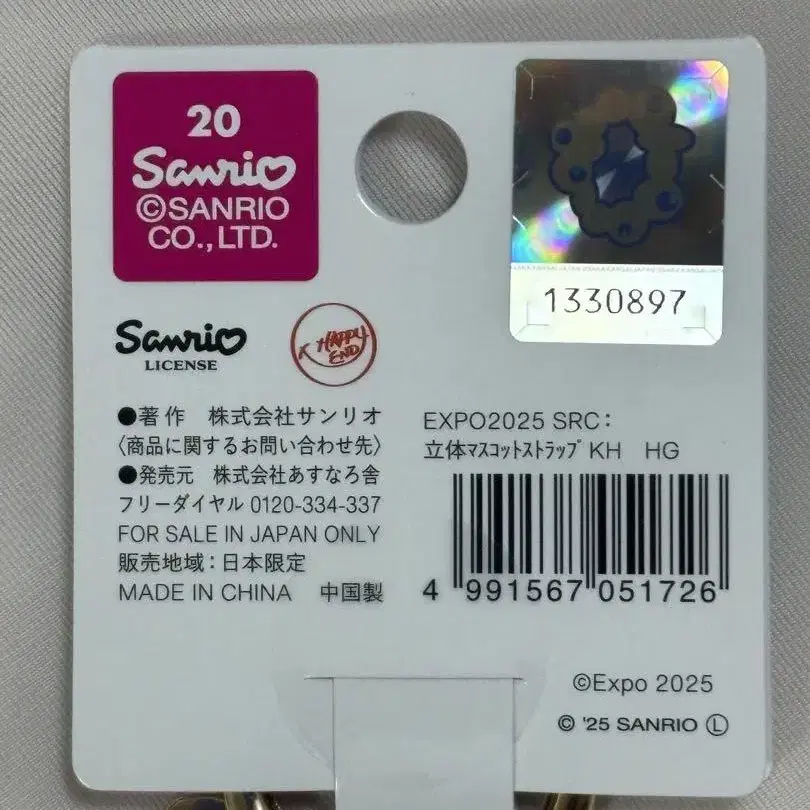 20
Sanrio
©SANRIO
CO., LTD.
1330897
Sanrio
LICENSE
HAPPY
END
●著作 株式会社サンリオ
〈商品に関するお問い合わせ先〉
●発売元 株式会社あすなろ舎
フリーダイヤル 0120-334-337
FOR SALE IN JAPAN ONLY
販売地域：日本限定
MADE IN CHINA 中国製
EXPO2025 SRC：
立体ﾏｽｺｯﾄｽﾄﾗｯﾌﾟ KH HG
4 991567 051726
©Expo 2025
© '25 SANRIO Ⓛ